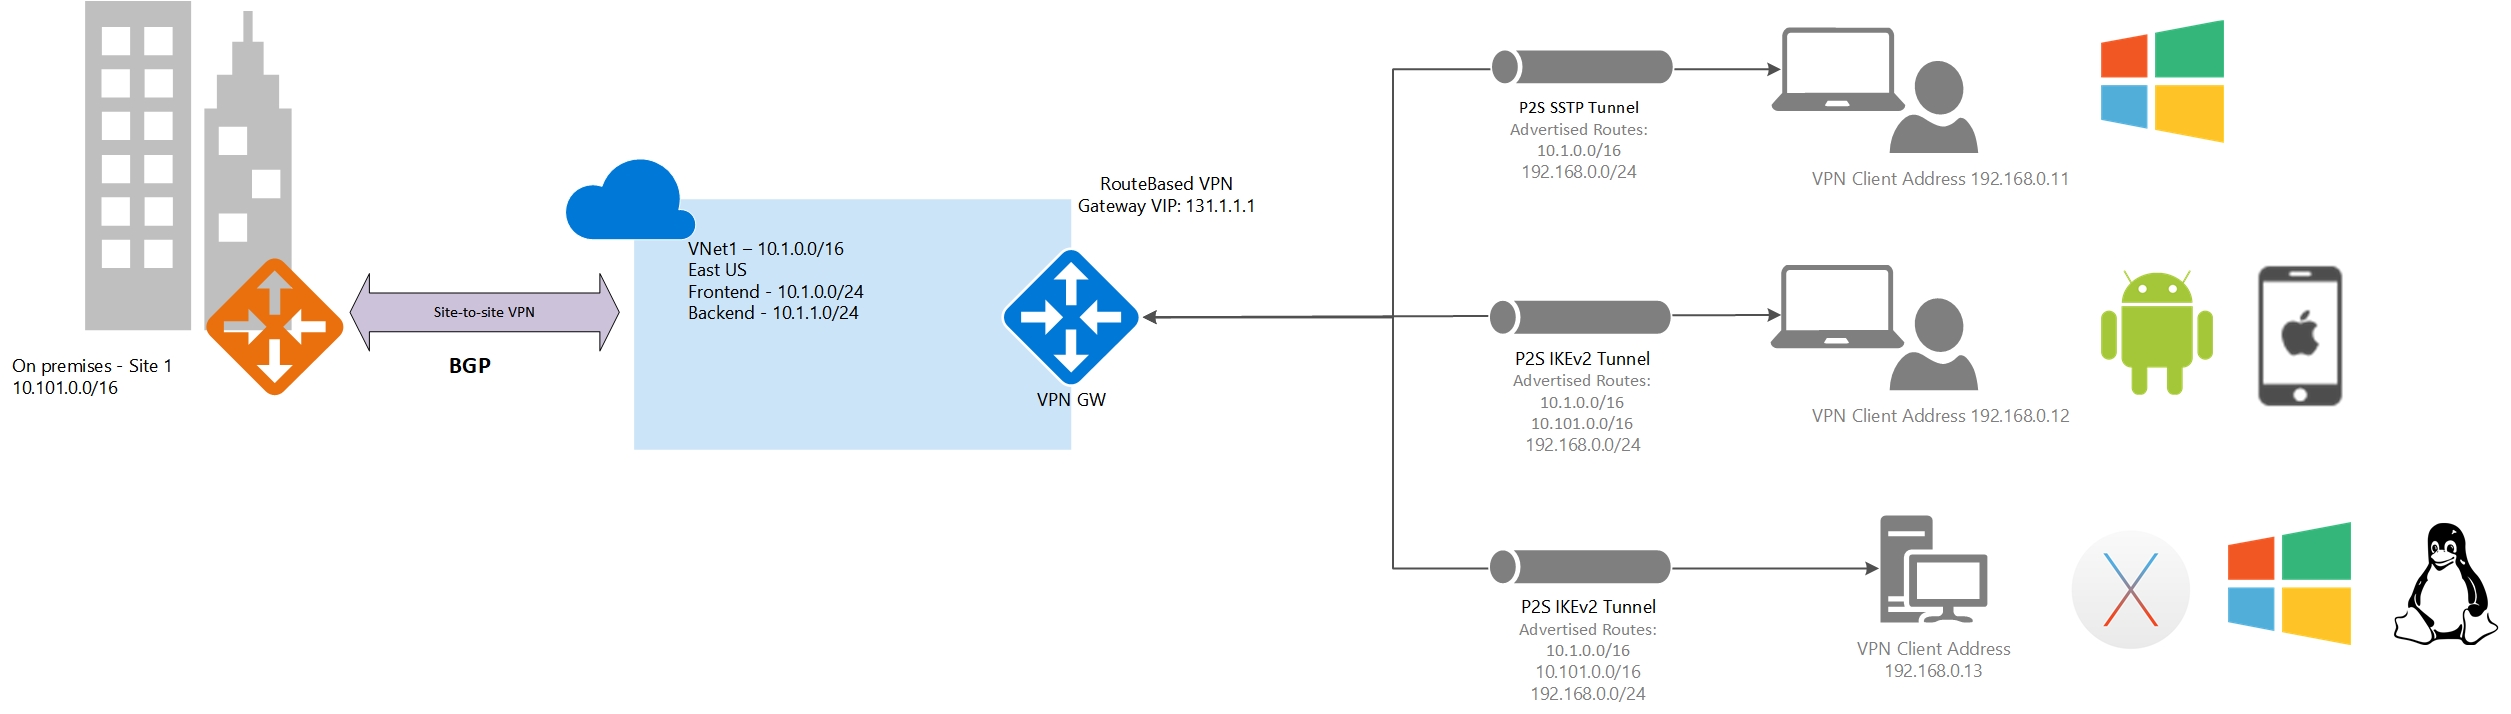 On premises - Site 1
10.101.0.0/16
Site-to-site VPN
BGP
VNet1 – 10.1.0.0/16
East US
Frontend - 10.1.0.0/24
Backend - 10.1.1.0/24
RouteBased VPN
Gateway VIP: 131.1.1.1
VPN GW
P2S SSTP Tunnel
Advertised Routes:
10.1.0.0/16
192.168.0.0/24
VPN Client Address 192.168.0.11
P2S IKEv2 Tunnel
Advertised Routes:
10.1.0.0/16
10.101.0.0/16
192.168.0.0/24
VPN Client Address 192.168.0.12
P2S IKEv2 Tunnel
Advertised Routes:
10.1.0.0/16
10.101.0.0/16
192.168.0.0/24
VPN Client Address
192.168.0.13